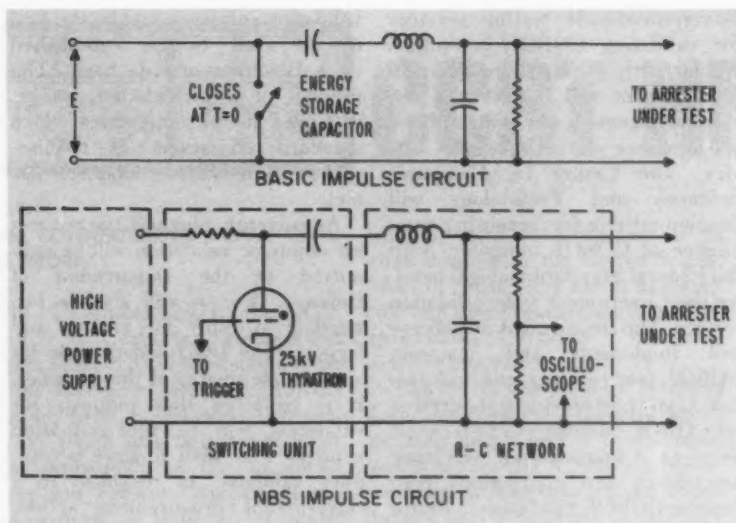 E
CLOSES
AT T=0
ENERGY
STORAGE
CAPACITOR
TO ARRESTER
UNDER TEST
BASIC IMPULSE CIRCUIT
HIGH
VOLTAGE
POWER
SUPPLY
TO
TRIGGER
25kV
THYRATRON
SWITCHING UNIT
TO
OSCILLO-
SCOPE
R-C NETWORK
TO ARRESTER
UNDER TEST
NBS IMPULSE CIRCUIT